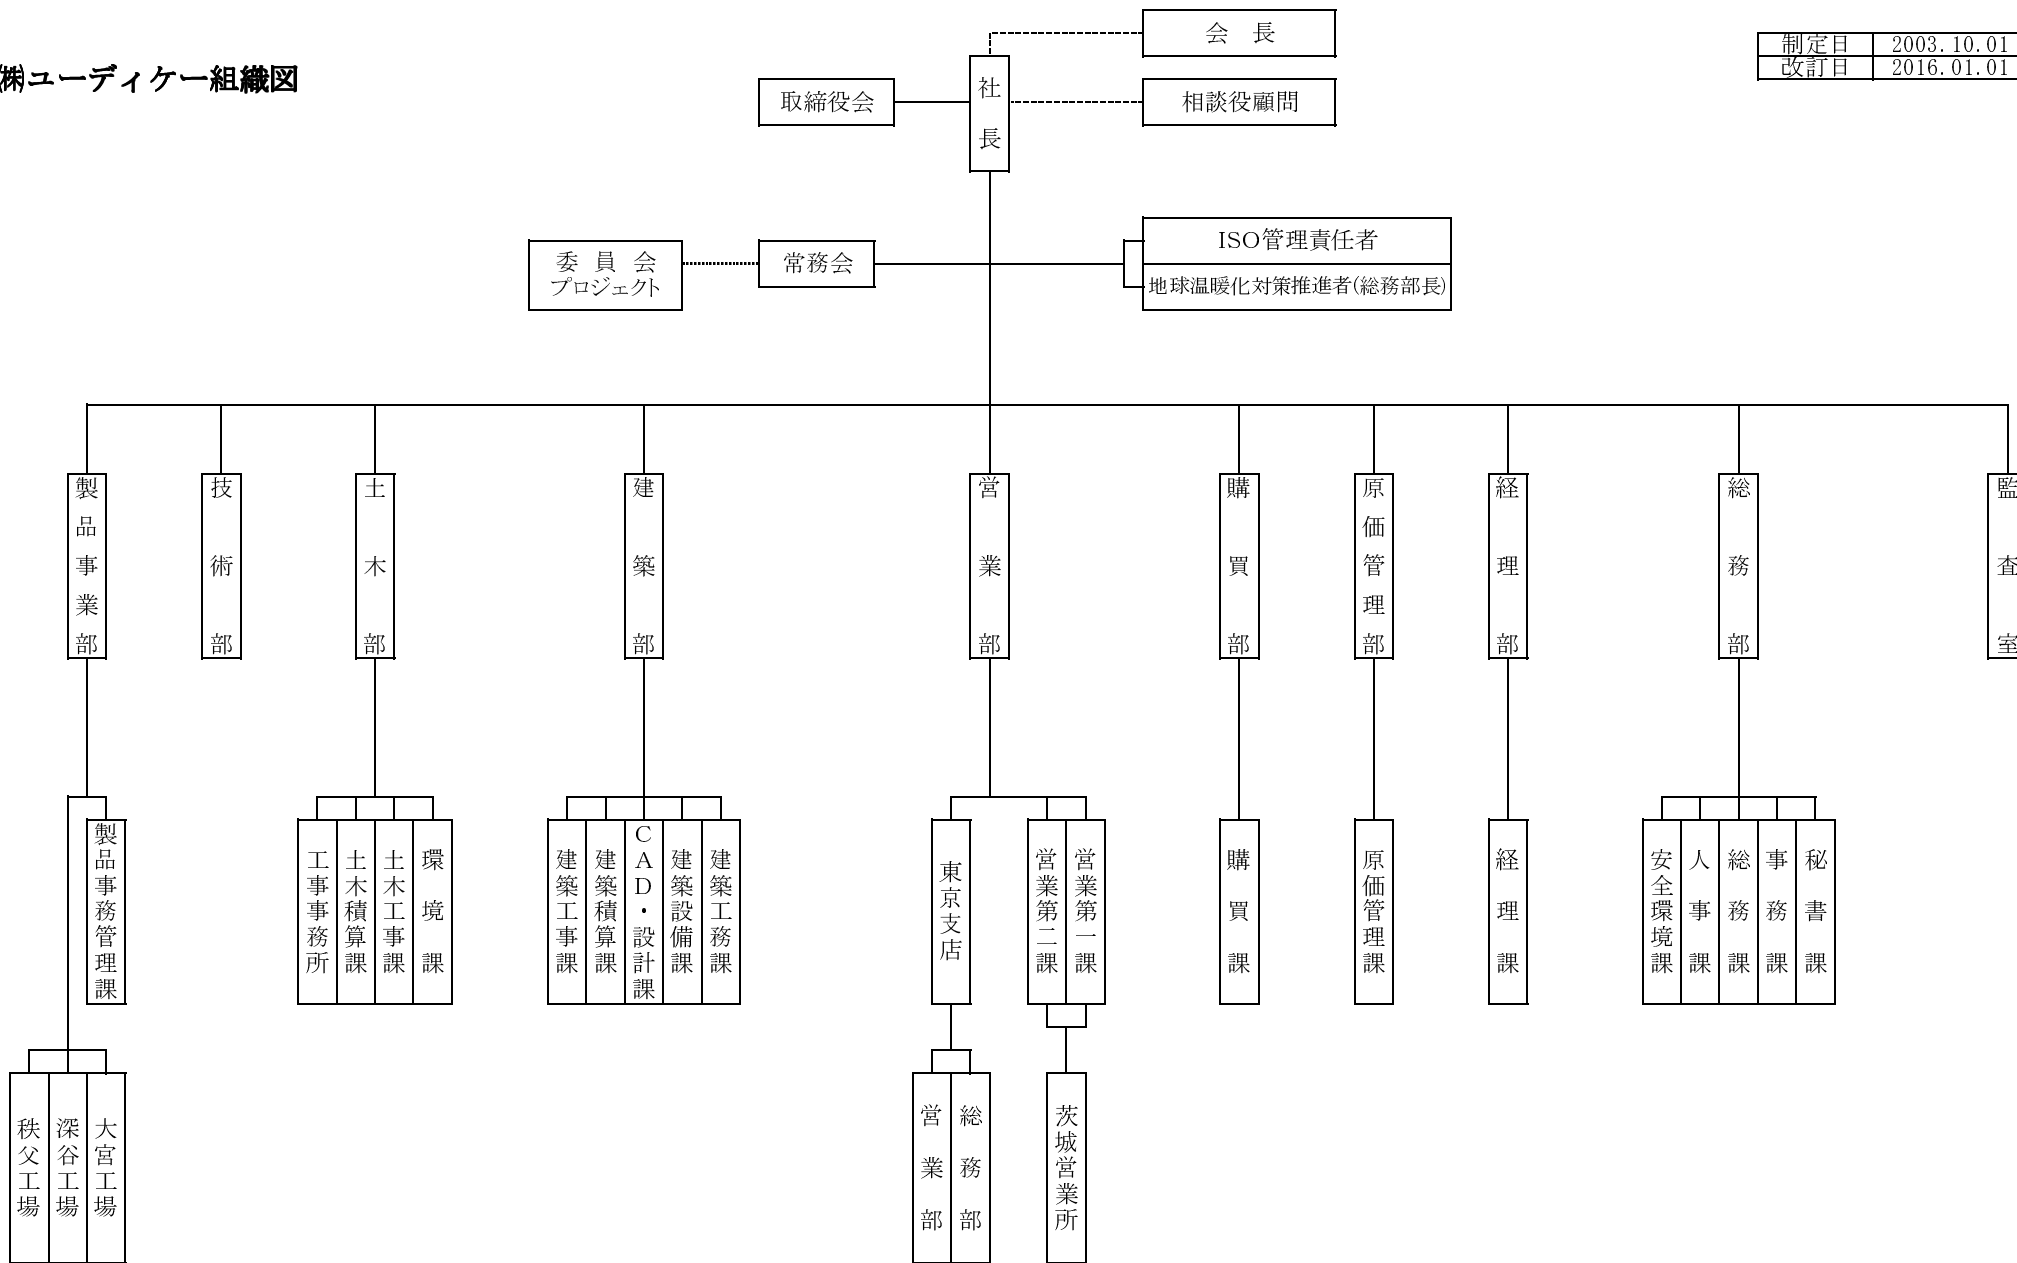 ㈱ユーディケー組織図
会　長
制定日 2003.10.01
改訂日 2016.01.01
社長
取締役会
相談役顧問
委 員 会
プロジェクト
常務会
ISO管理責任者
地球温暖化対策推進者(総務部長)
製品事業部
技術部
土木部
建築部
営業部
購買部
原価管理部
経理部
総務部
監査室
製品事務管理課
工事事務所
土木積算課
土木工事課
環境課
建築工事課
建築積算課
CAD・設計課
建築設備課
建築工務課
東京支店
営業第二課
営業第一課
購買課
原価管理課
経理課
安全環境課
人事課
総務課
事務課
秘書課
秩父工場
深谷工場
大宮工場
営業部
総務部
茨城営業所